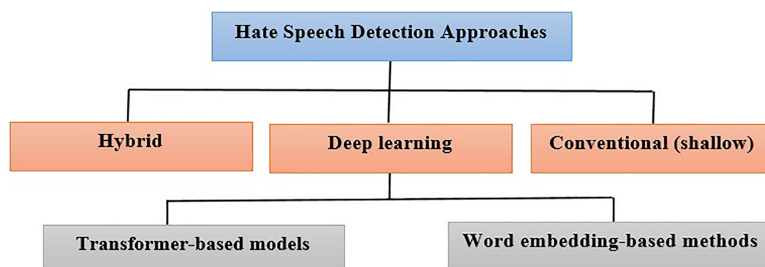 Hate Speech Detection Approaches
Hybrid
Deep learning
Conventional (shallow)
Transformer-based models
Word embedding-based methods